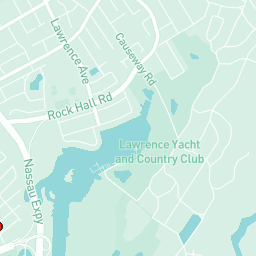 Lawrence Ave
Causeway Rd
Rock Hall Rd
Lawrence Yacht
and Country Club
Nassau Expy